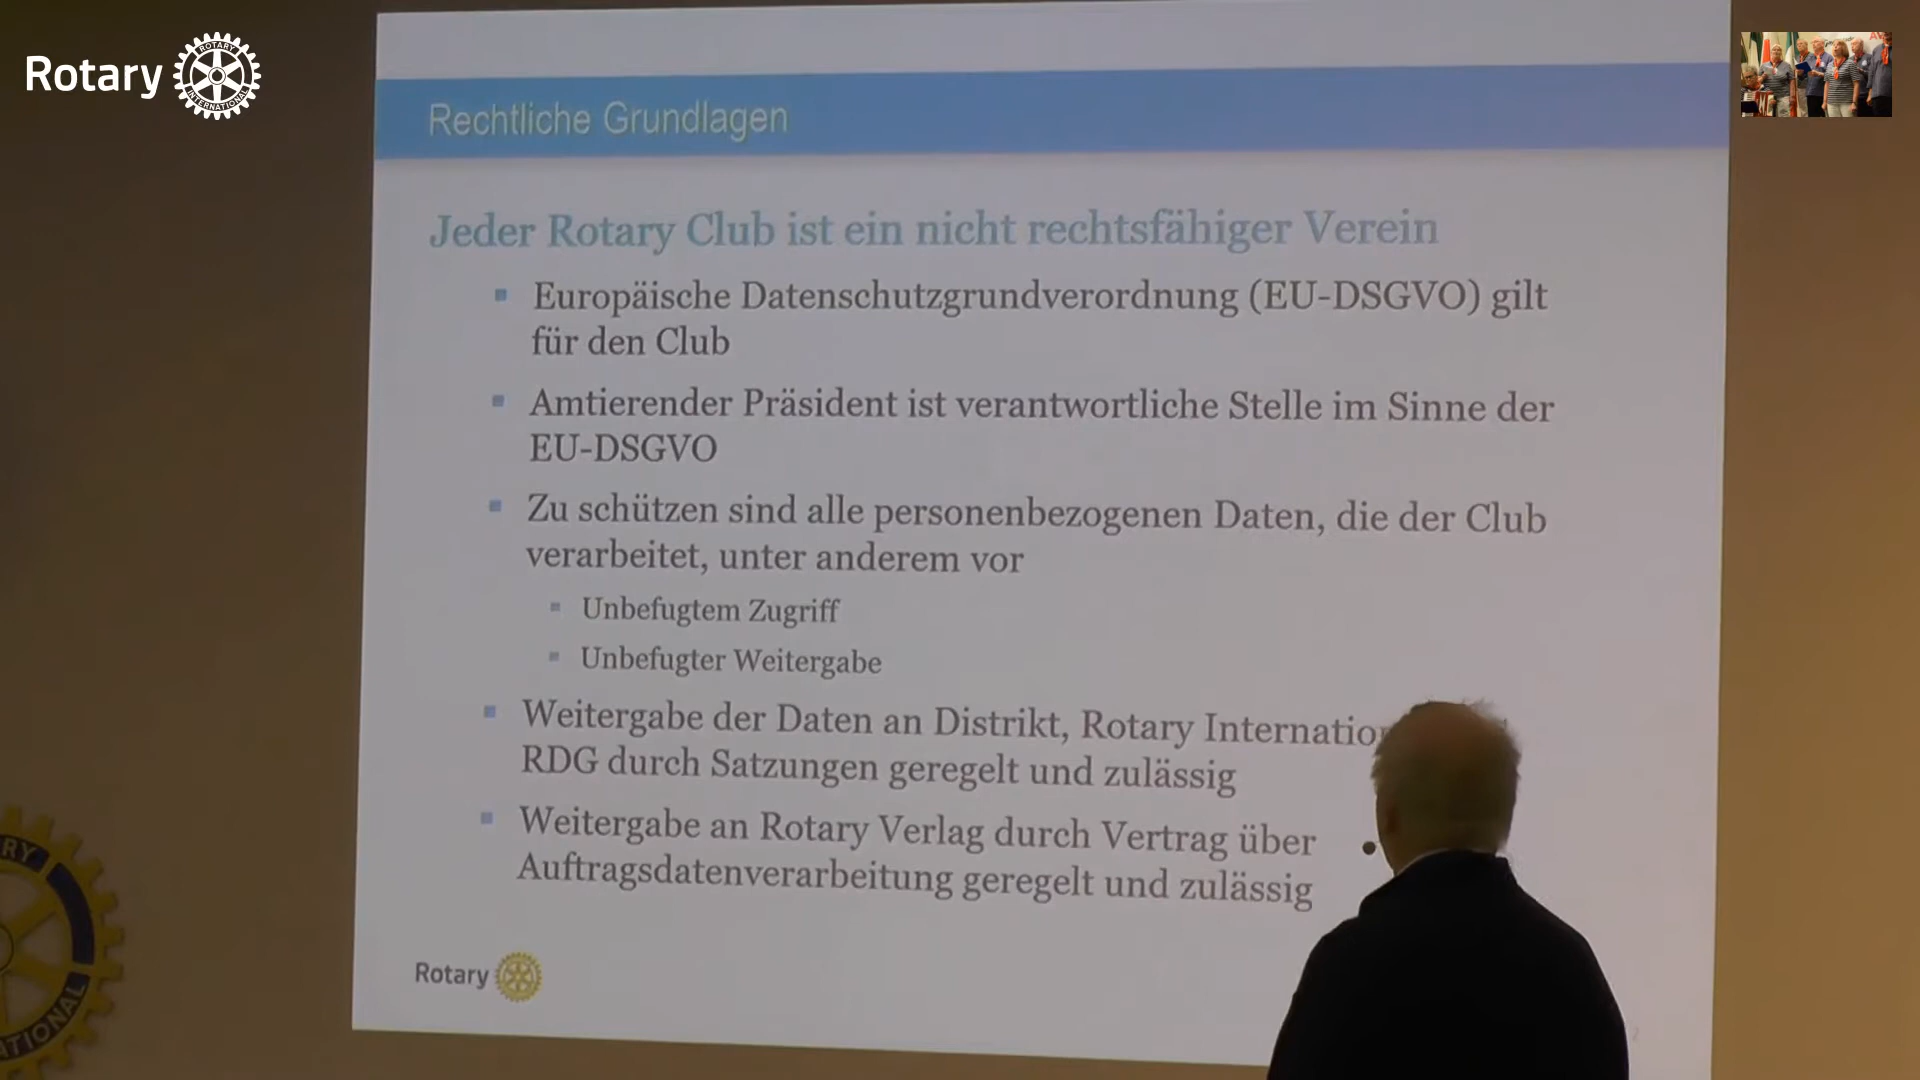 Rotary
ROTARY
INTERNATIONAL
Rechtliche Grundlagen
Jeder Rotary Club ist ein nicht rechtsfähiger Verein
Europäische Datenschutzgrundverordnung (EU-DSGVO) gilt
für den Club
Amtierender Präsident ist verantwortliche Stelle im Sinne der
EU-DSGVO
Zu schützen sind alle personenbezogenen Daten, die der Club
verarbeitet, unter anderem vor
Unbefugtem Zugriff
Unbefugter Weitergabe
Weitergabe der Daten an Distrikt, Rotary
RDG durch Satzungen geregelt und zulässig
Weitergabe an Rotary Verlag durch Vertrag über
Auftragsdatenverarbeitung geregelt und zulässig
Rotary